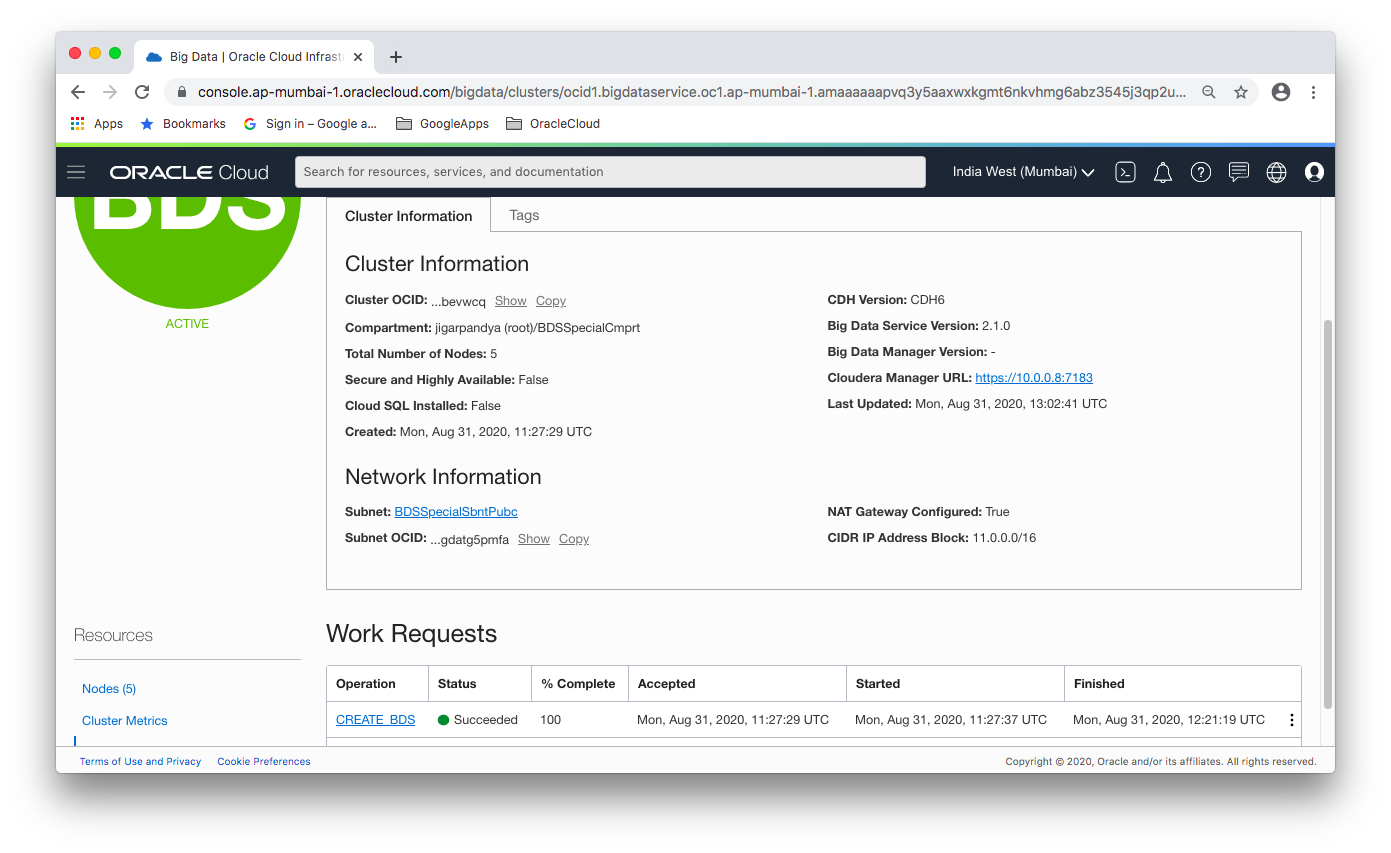 Big Data | Oracle Cloud Infrastr
console.ap-mumbai-1.oraclecloud.com/bigdata/clusters/ocid1.bigdataservice.oc1.ap-mumbai-1.amaaaaaapvq3y5aaxwxkgmt6nkvhmg6abz3545j3qp2u...
Apps Bookmarks Sign in – Google a... GoogleApps OracleCloud
ORACLE Cloud Search for resources, services, and documentation India West (Mumbai)
BDS
ACTIVE
Cluster Information Tags
Cluster Information
Cluster OCID: ...bevwcq Show Copy
Compartment: jigarpandya (root)/BDSSpecialCmprt
Total Number of Nodes: 5
Secure and Highly Available: False
Cloud SQL Installed: False
Created: Mon, Aug 31, 2020, 11:27:29 UTC
CDH Version: CDH6
Big Data Service Version: 2.1.0
Big Data Manager Version: -
Cloudera Manager URL: https://10.0.0.8:7183
Last Updated: Mon, Aug 31, 2020, 13:02:41 UTC
Network Information
Subnet: BDSSpecialSbntPubc
Subnet OCID: ...gdatg5pmfa Show Copy
NAT Gateway Configured: True
CIDR IP Address Block: 11.0.0.0/16
Resources
Nodes (5)
Cluster Metrics
Work Requests
Operation Status % Complete Accepted Started Finished
CREATE_BDS Succeeded 100 Mon, Aug 31, 2020, 11:27:29 UTC Mon, Aug 31, 2020, 11:27:37 UTC Mon, Aug 31, 2020, 12:21:19 UTC
Terms of Use and Privacy Cookie Preferences Copyright © 2020, Oracle and/or its affiliates. All rights reserved.